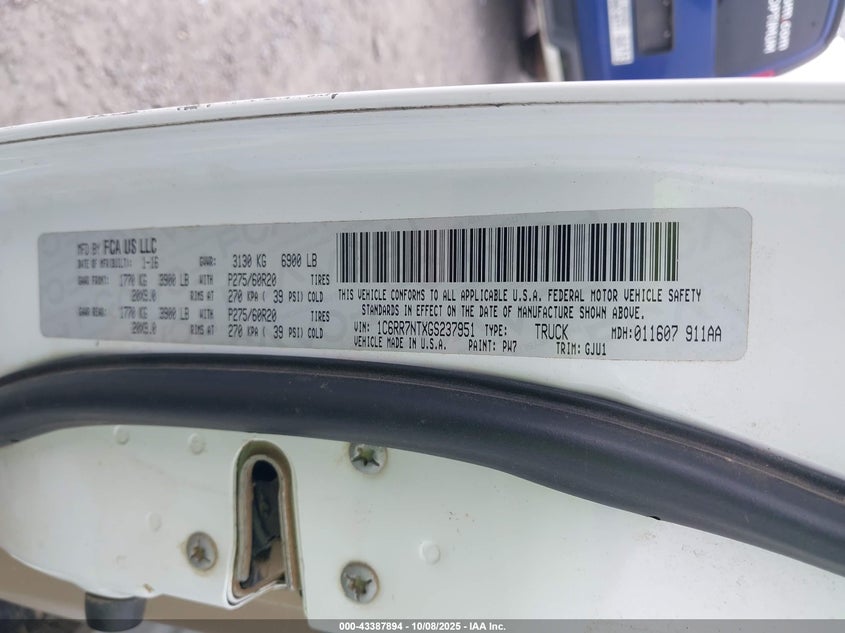 MFD BY FCA US LLC
DATE OF MFR(BUILT): 1-16 GVWR: 3130 KG 6900 LB
GAWR FRONT: 1770 KG 3900 LB WITH P275/60R20 TIRES
20X9.0 RIMS AT 270 KPA ( 39 PSI) COLD
GAWR REAR: 1770 KG 3900 LB WITH P275/60R20 TIRES
20X9.0 RIMS AT 270 KPA ( 39 PSI) COLD
THIS VEHICLE CONFORMS TO ALL APPLICABLE U.S.A. FEDERAL MOTOR VEHICLE SAFETY
STANDARDS IN EFFECT ON THE DATE OF MANUFACTURE SHOWN ABOVE.
VIN: 1C6RR7NTXGS237951 TYPE: TRUCK MDH: 011607 911AA
VEHICLE MADE IN U.S.A. PAINT: PW7 TRIM: GJU1
000-43387894 - 10/08/2025 - IAA Inc.